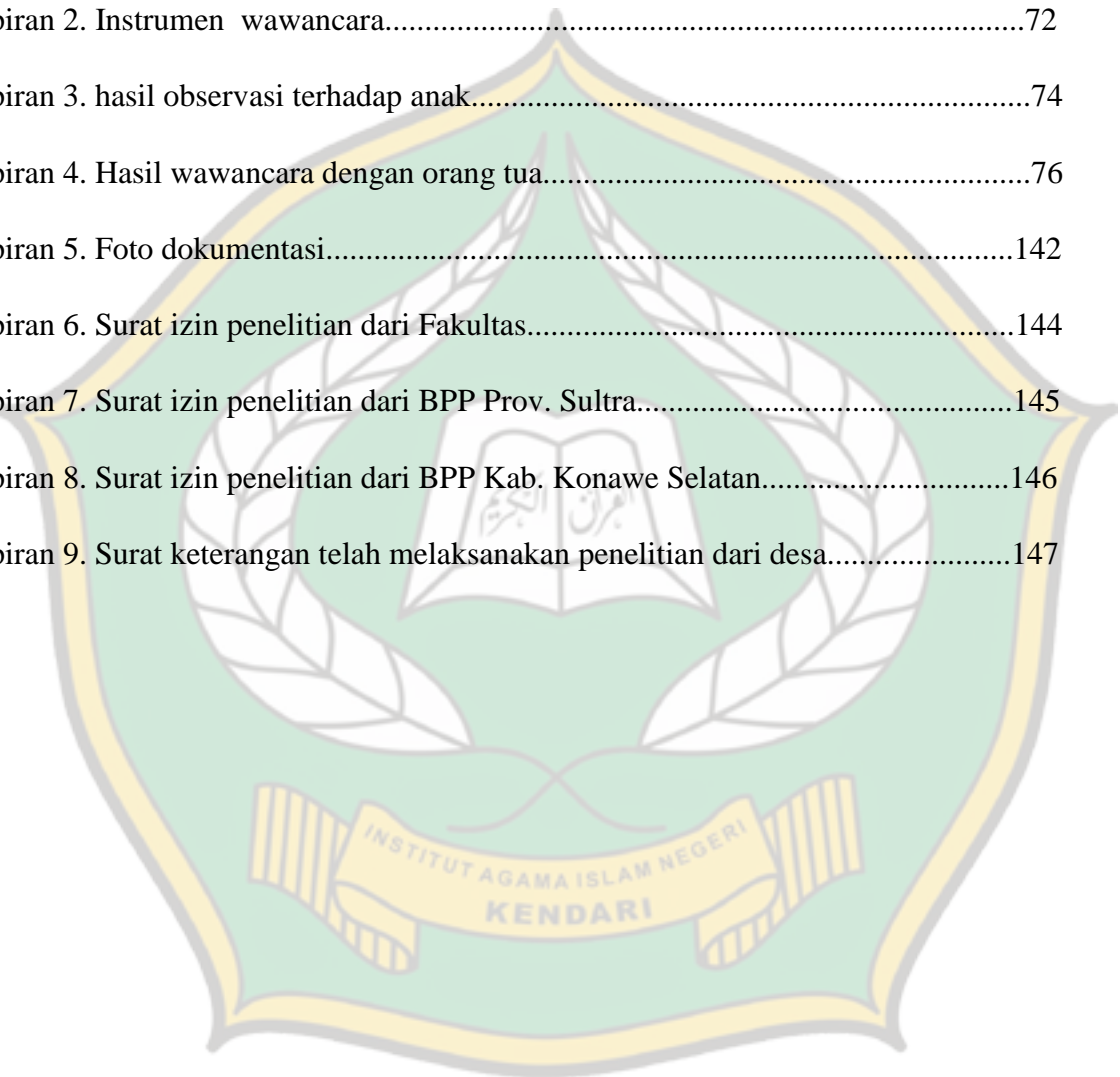 piran 2. Instrumen  wawancara................................................................................72
piran 3. hasil observasi terhadap anak......................................................................74
piran 4. Hasil wawancara dengan orang tua.............................................................76
piran 5. Foto dokumentasi......................................................................................142
piran 6. Surat izin penelitian dari Fakultas.............................................................144
piran 7. Surat izin penelitian dari BPP Prov. Sultra...............................................145
piran 8. Surat izin penelitian dari BPP Kab. Konawe Selatan...............................146
piran 9. Surat keterangan telah melaksanakan penelitian dari desa.......................147
القرآن الكريم
INSTITUT AGAMA ISLAM NEGERI
KENDARI